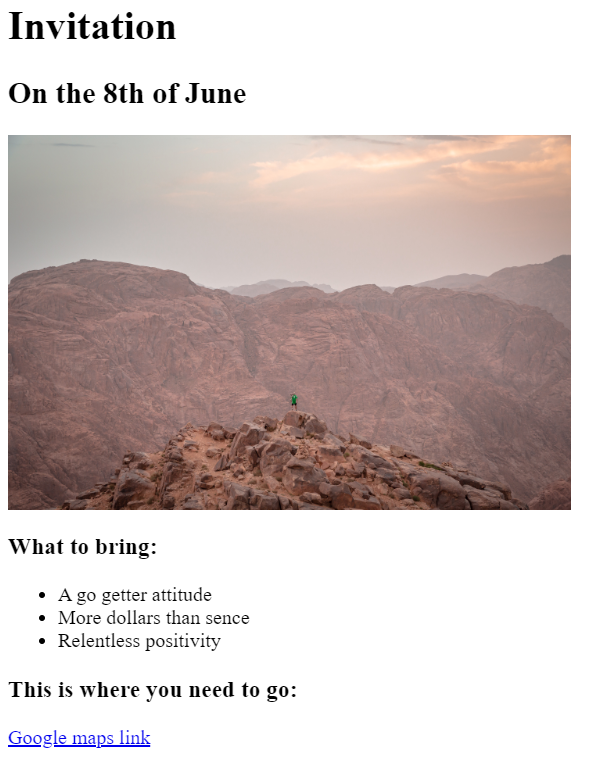 Invitation
On the 8th of June
What to bring:
A go getter attitude
More dollars than sence
Relentless positivity
This is where you need to go:
Google maps link